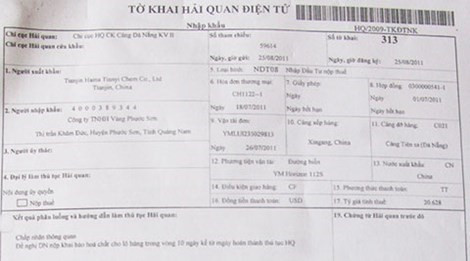 TỜ KHAI HẢI QUAN ĐIỆN TỬ
Nhập khẩu
HQ/2009-TKĐTNK
Chi cục Hải quan: Chi cục HQ CK Cảng Đà Nẵng KV II
Chi cục Hải quan cửa khẩu:
Số tham chiếu: 59614
Ngày, giờ gửi: 25/08/2011
Số tờ khai: 313
Ngày, giờ đăng ký: 25/08/2011
1. Người xuất khẩu:
Tianjin Hama Tianyi Chem Co., Ltd
Tianjin, China
5. Loại hình: NDT08 Nhập Đầu Tư nộp thuế
6. Hóa đơn thương mại:
CH1122-1
Ngày 18/07/2011
7. Giấy phép:
Ngày
Ngày hết hạn
8. Hợp đồng:
Ngày 01/07/2011
Ngày hết hạn
2. Người nhập khẩu: 4000389344
Công ty TNHH Vàng Phước Sơn
Thị trấn Khâm Đức, Huyện Phước Sơn, Tỉnh Quảng Nam
9. Vận tải đơn
Ngày 26/07/2011
10. Cảng xếp hàng:
Xingang, China
11. Cảng dỡ hàng: C021
Cảng Tiên sa (Đà Nẵng)
3. Người ủy thác:
12. Phương tiện vận tải: Đường biển
YM Horizon 112S
13. Nước xuất khẩu: CN
China
4. Đại lý làm thủ tục Hải quan:
Nội dung ủy quyền
Nộp thuế
14. Điều kiện giao hàng: CF
15. Phương thức thanh toán: TT
16. Đồng tiền thanh toán: USD
17. Tỷ giá tính thuế: 20.628
Kết quả phân luồng và hướng dẫn làm thủ tục Hải quan:
18. Chứng từ Hải quan trước đó
Chấp nhận thông quan
Đề nghị DN nộp khai báo hoá chất cho lô hàng trong vòng 10 ngày kể từ ngày hoàn thành thủ tục HQ